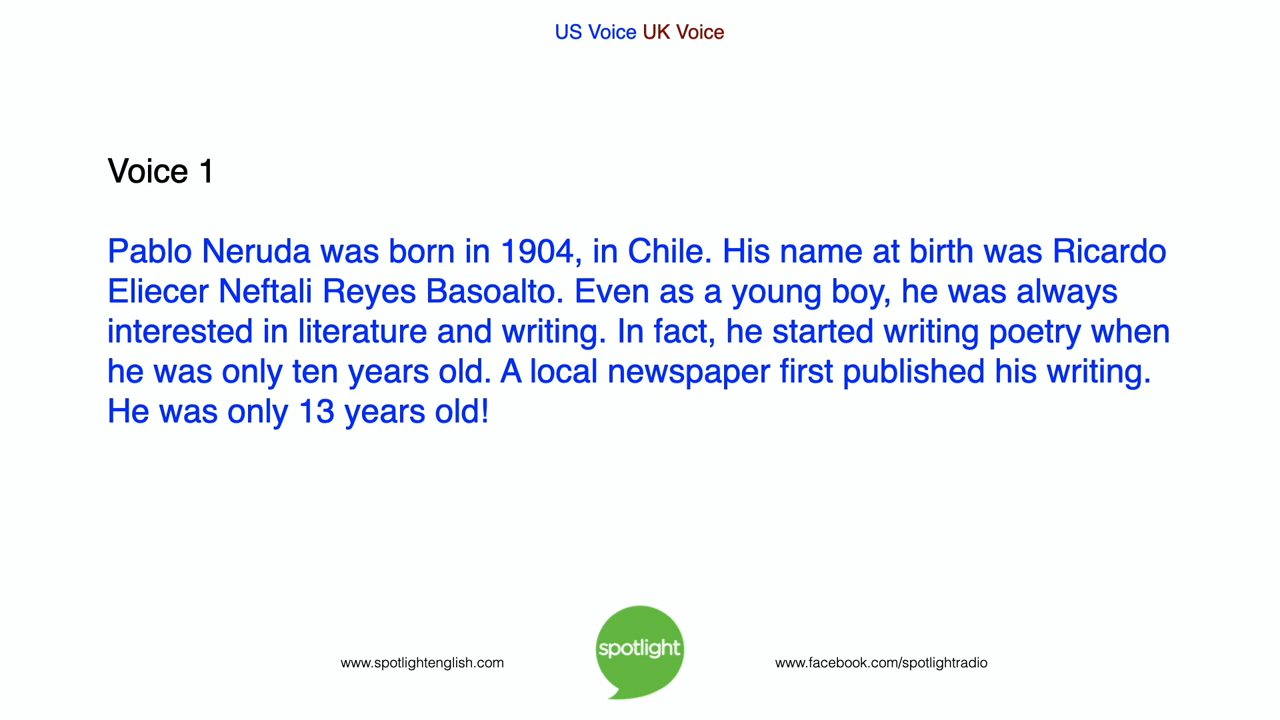 US Voice UK Voice
Voice 1
Pablo Neruda was born in 1904, in Chile. His name at birth was Ricardo
Eliecer Neftali Reyes Basoalto. Even as a young boy, he was always
interested in literature and writing. In fact, he started writing poetry when
he was only ten years old. A local newspaper first published his writing.
He was only 13 years old!
spotlight
www.spotlightenglish.com
www.facebook.com/spotlightradio